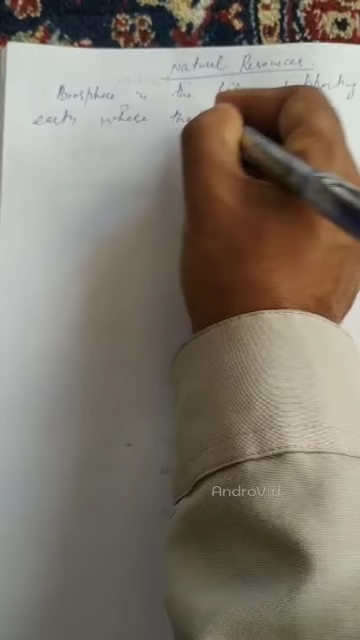 Natural Resources.
Biosphere is the
earth where the
AndroVid